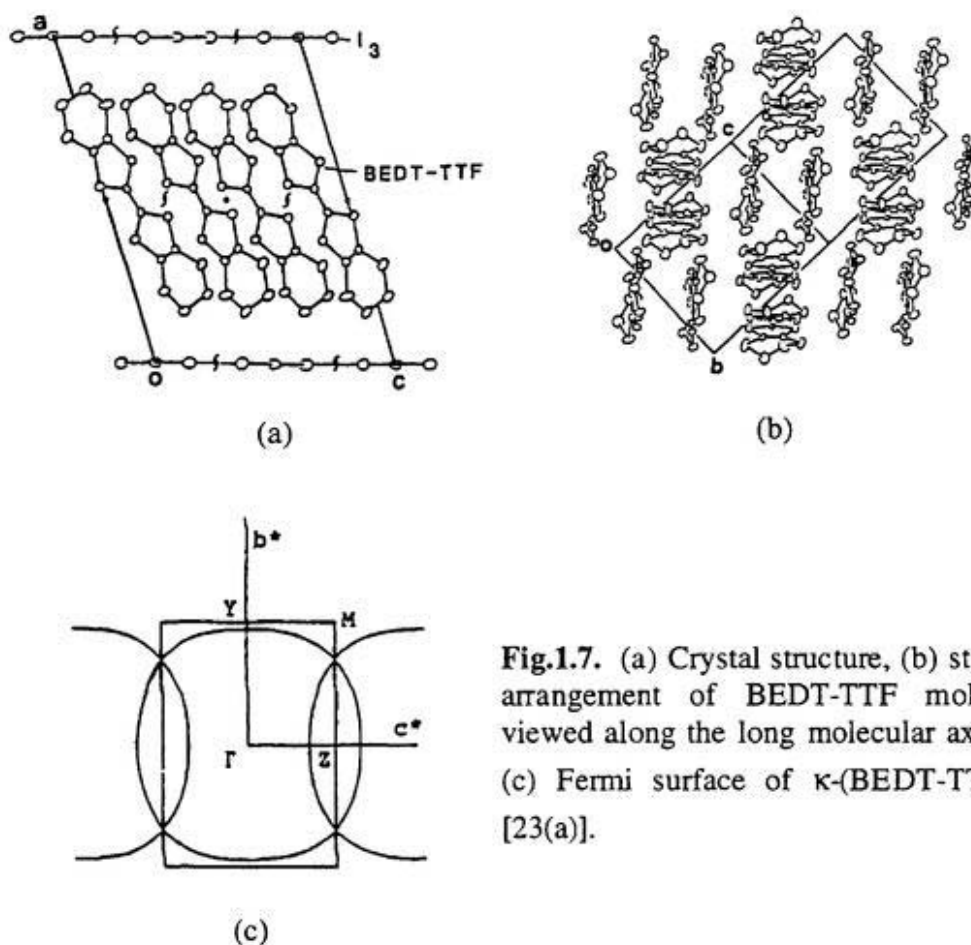 a
I3
BEDT-TTF
O
C
(a)
c
o
b
(b)
b*
Y
M
c*
Γ
Z
(c)
Fig.1.7. (a) Crystal structure, (b) st
arrangement of BEDT-TTF mol
viewed along the long molecular ax
(c) Fermi surface of κ-(BEDT-T
[23(a)].